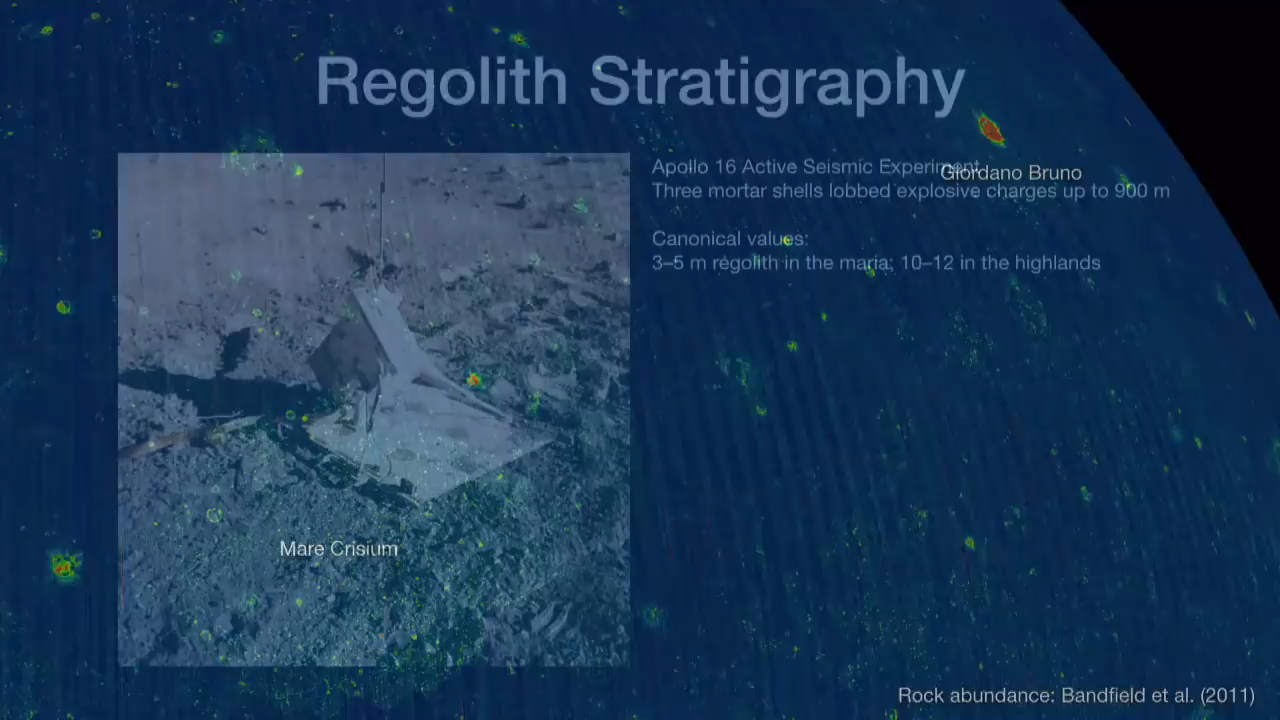 Regolith Stratigraphy
Apollo 16 Active Seismic Experiment
Giordano Bruno
Three mortar shells lobbed explosive charges up to 900 m
Canonical values:
3–5 m regolith in the maria; 10–12 in the highlands
Mare Crisium
Rock abundance: Bandfield et al. (2011)